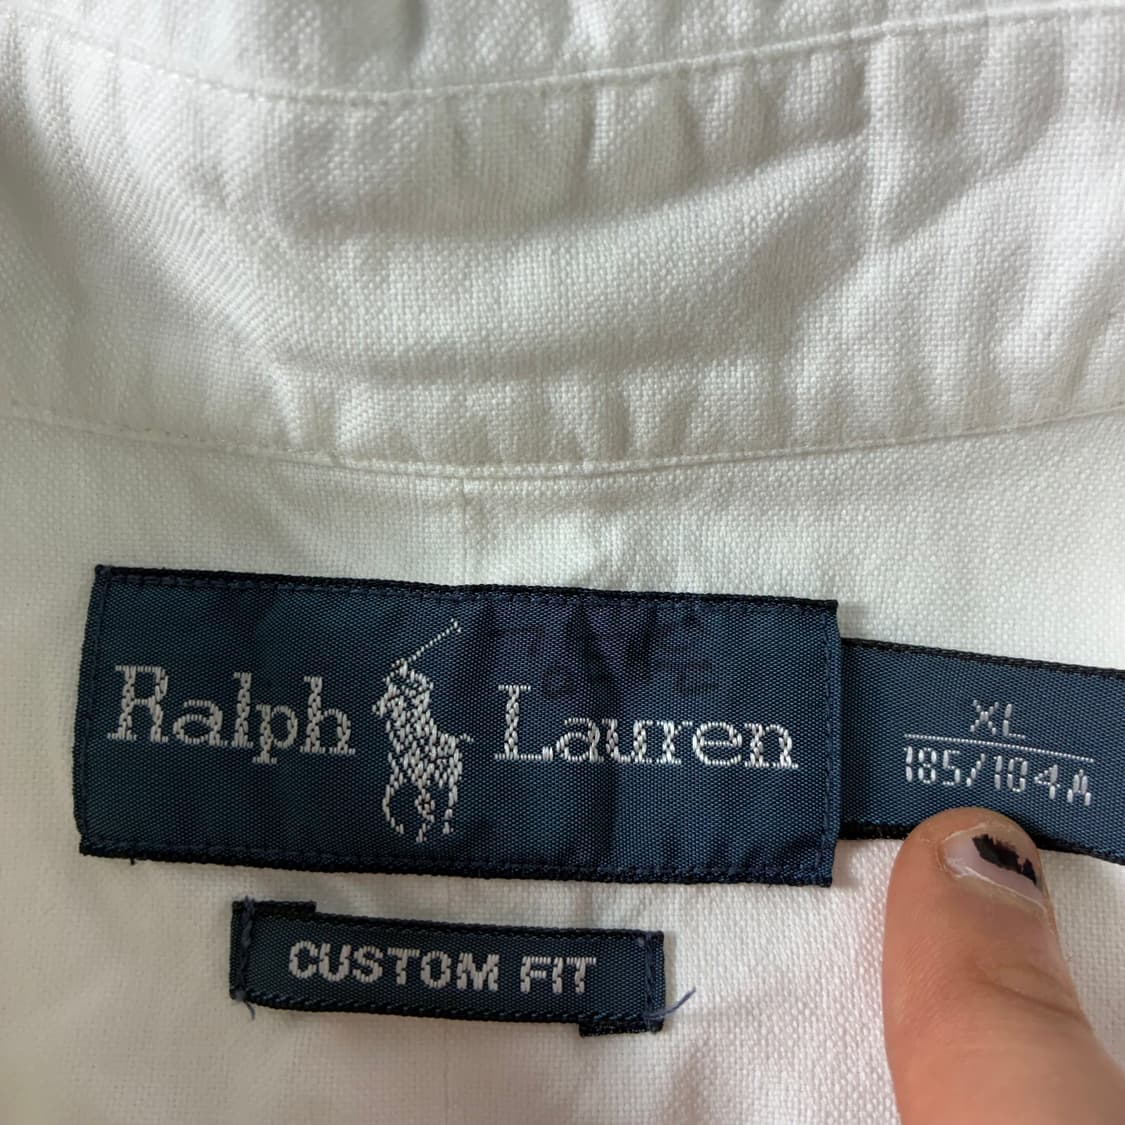 Ralph Lauren
XL
185/104A
CUSTOM FIT